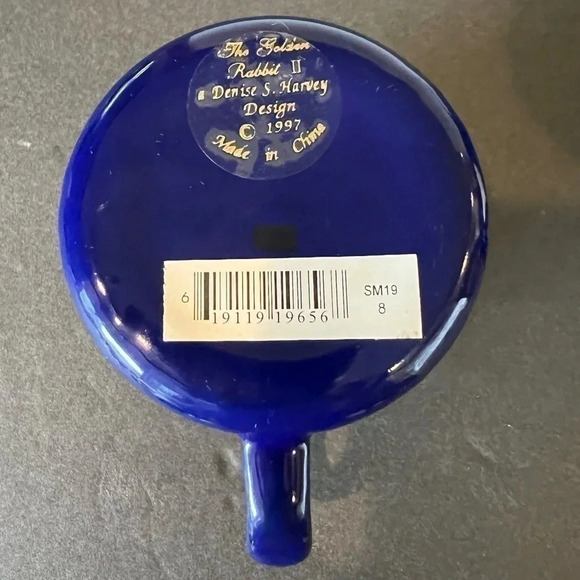 The Golden
Rabbit II
a Denise S. Harvey
Design
© 1997
Made in China
6 19119 19656
SM19
8